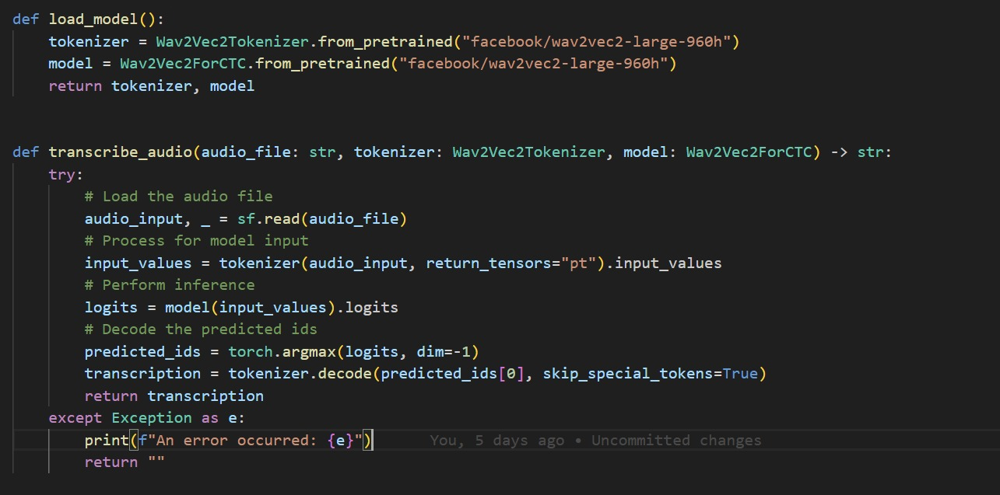 def load_model():
    tokenizer = Wav2Vec2Tokenizer.from_pretrained("facebook/wav2vec2-large-960h")
    model = Wav2Vec2ForCTC.from_pretrained("facebook/wav2vec2-large-960h")
    return tokenizer, model
def transcribe_audio(audio_file: str, tokenizer: Wav2Vec2Tokenizer, model: Wav2Vec2ForCTC) -> str:
    try:
        # Load the audio file
        audio_input, _ = sf.read(audio_file)
        # Process for model input
        input_values = tokenizer(audio_input, return_tensors="pt").input_values
        # Perform inference
        logits = model(input_values).logits
        # Decode the predicted ids
        predicted_ids = torch.argmax(logits, dim=-1)
        transcription = tokenizer.decode(predicted_ids[0], skip_special_tokens=True)
        return transcription
    except Exception as e:
        print(f"An error occurred: {e}") You, 5 days ago • Uncommitted changes
        return ""